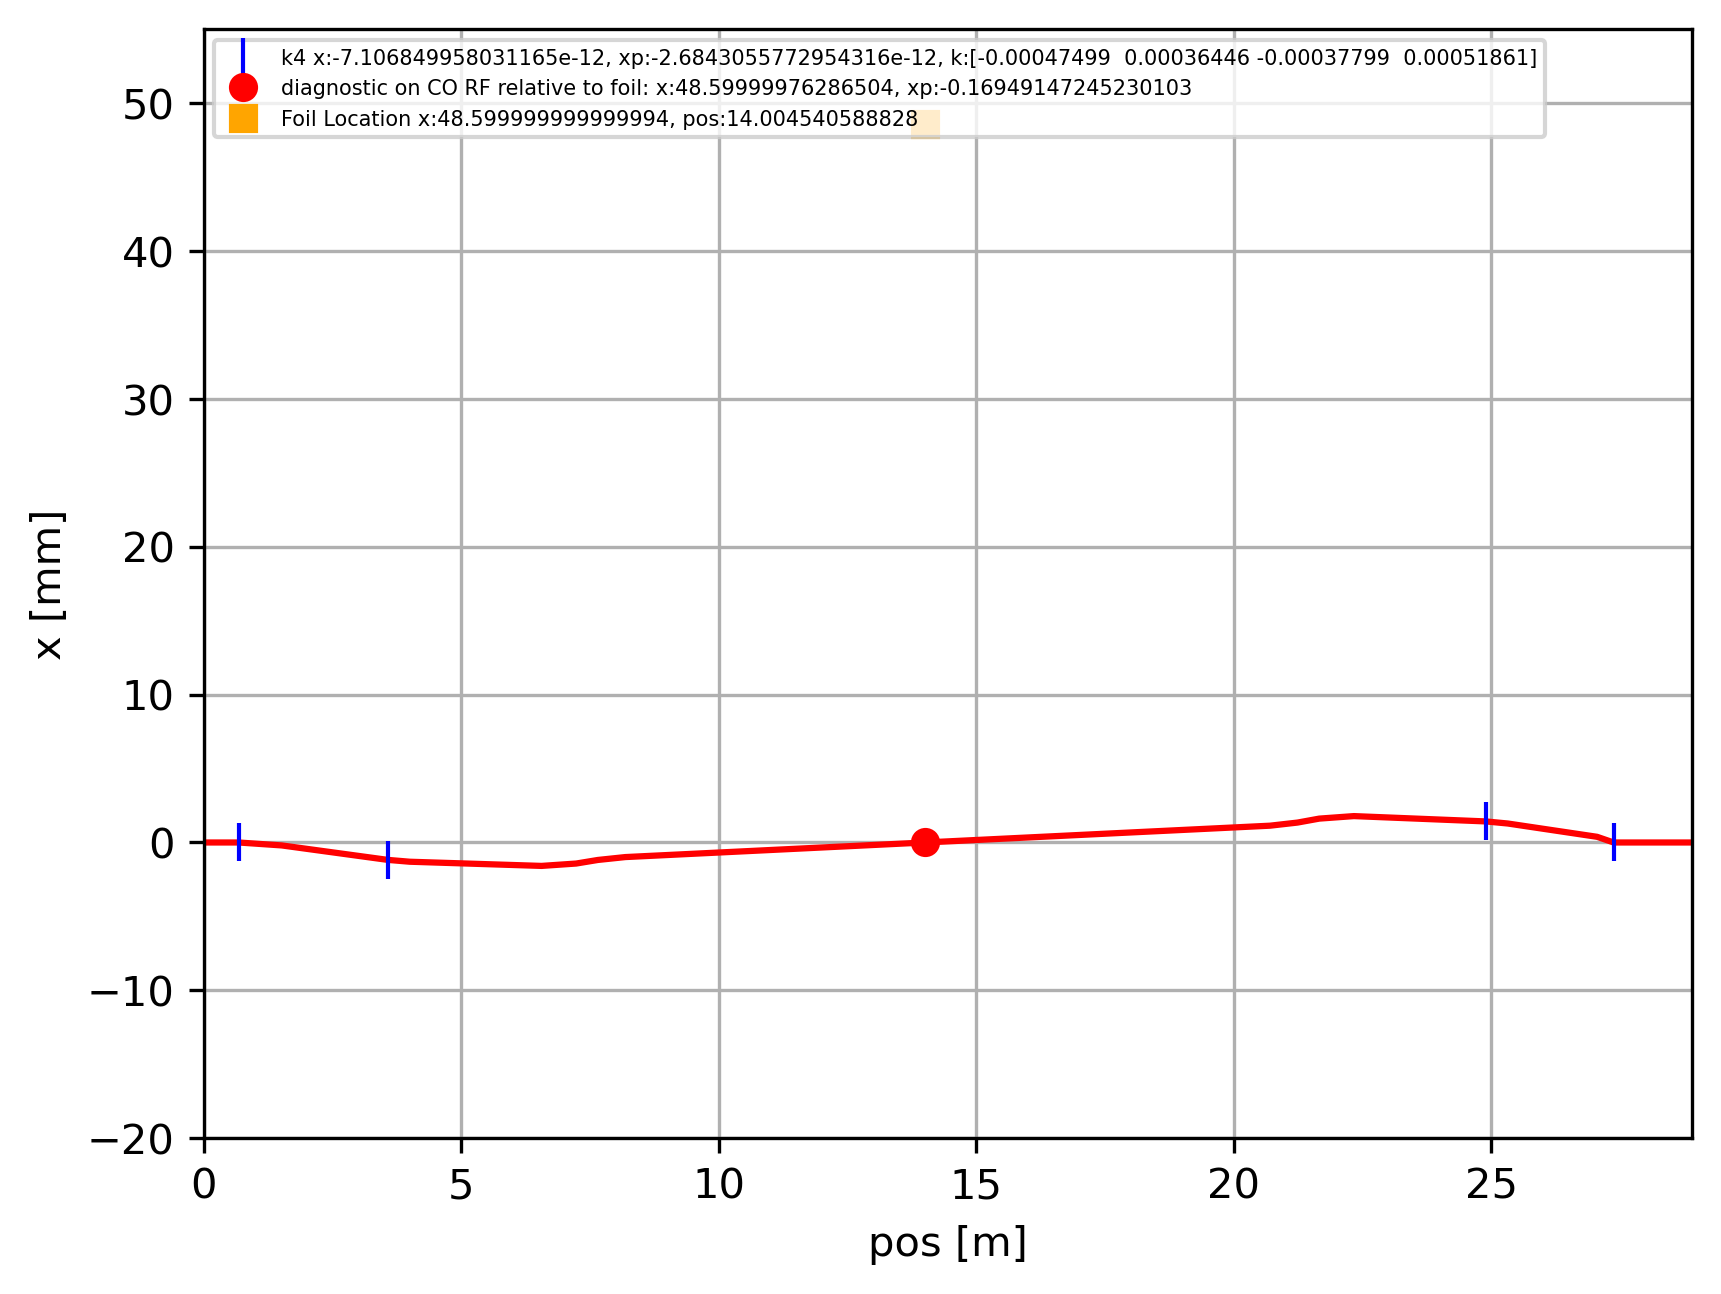 k4 x:-7.106849958031165e-12, xp:-2.6843055772954316e-12, k:[-0.00047499  0.00036446 -0.00037799  0.00051861]
diagnostic on CO RF relative to foil: x:48.59999976286504, xp:-0.16949147245230103
Foil Location x:48.599999999999994, pos:14.004540588828
50
40
30
20
10
0
−10
−20
x [mm]
0 5 10 15 20 25
pos [m]